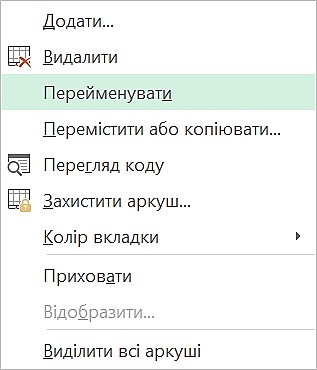 Додати...
Видалити
Перейменувати
Перемістити або копіювати...
Перегляд коду
Захистити аркуш...
Колір вкладки
Приховати
Відобразити...
Виділити всі аркуші